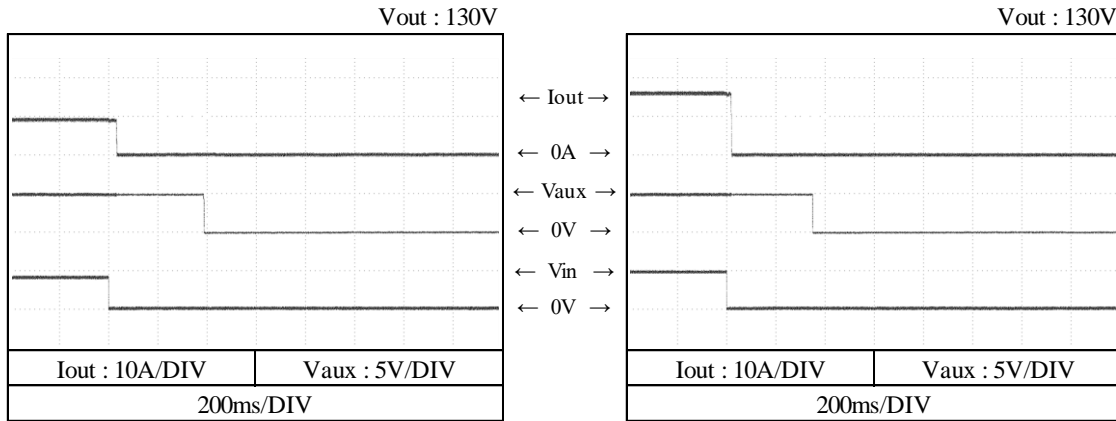 Vout : 130V
Vout : 130V
← Iout →
← 0A →
← Vaux →
← 0V →
← Vin →
← 0V →
Iout : 10A/DIV
Vaux : 5V/DIV
200ms/DIV
Iout : 10A/DIV
Vaux : 5V/DIV
200ms/DIV